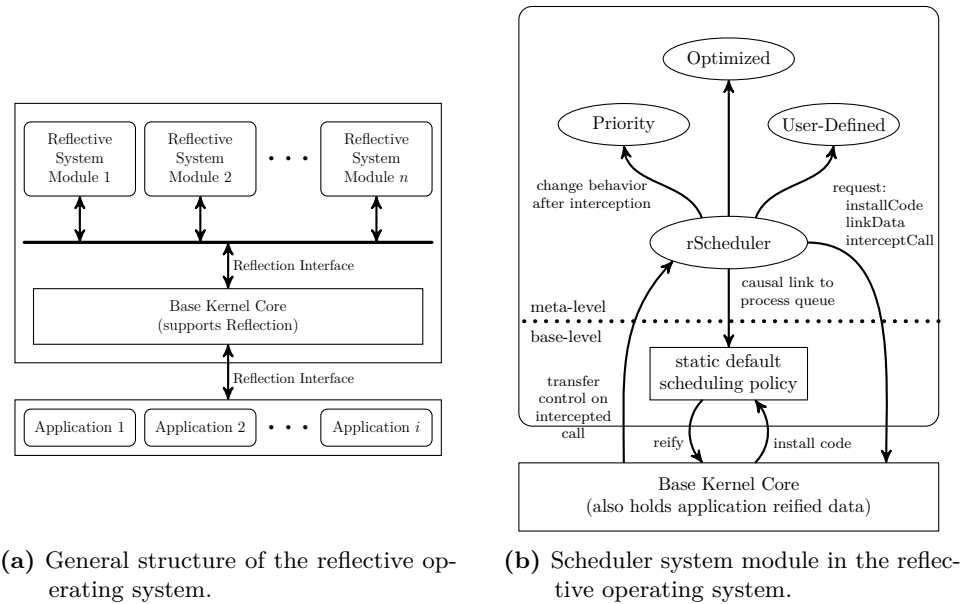 Reflective
System
Module 1
Reflective
System
Module 2
• • •
Reflective
System
Module n
Reflection Interface
Base Kernel Core
(supports Reflection)
Reflection Interface
Application 1
Application 2
• • •
Application i
(a) General structure of the reflective op-
erating system.
Optimized
Priority
User-Defined
change behavior
after interception
request:
installCode
linkData
interceptCall
rScheduler
causal link to
process queue
meta-level
base-level
static default
scheduling policy
transfer
control on
intercepted
call
reify
install code
Base Kernel Core
(also holds application reified data)
(b) Scheduler system module in the reflec-
tive operating system.